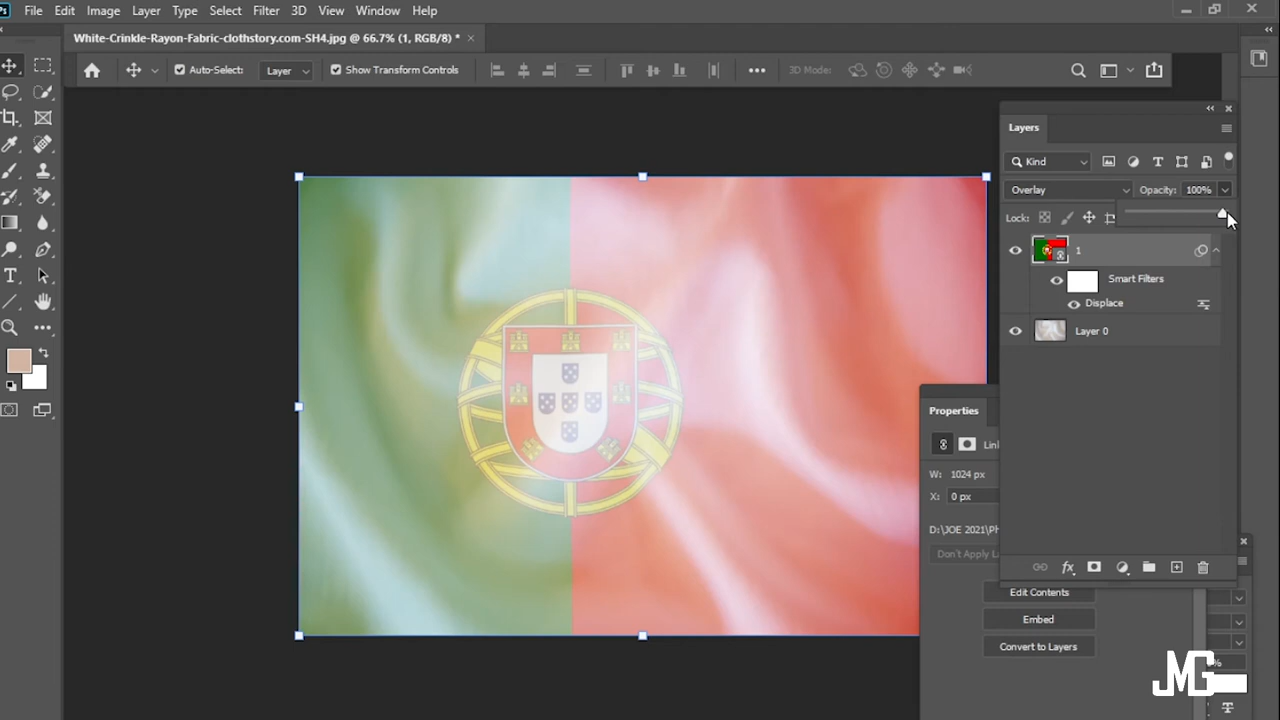 Ps File Edit Image Layer Type Select Filter 3D View Window Help
White-Crinkle-Rayon-Fabric-clothstory.com-SH4.jpg @ 66.7% (1, RGB/8) *
Auto-Select: Layer Show Transform Controls 3D Mode:
Layers
Kind
Overlay Opacity: 100%
Lock:
1
Smart Filters
Displace
Layer 0
Properties
W: 1024 px
X: 0 px
D:\JOE 2021\
Don't Apply
Edit Contents
Embed
Convert to Layers
JMG